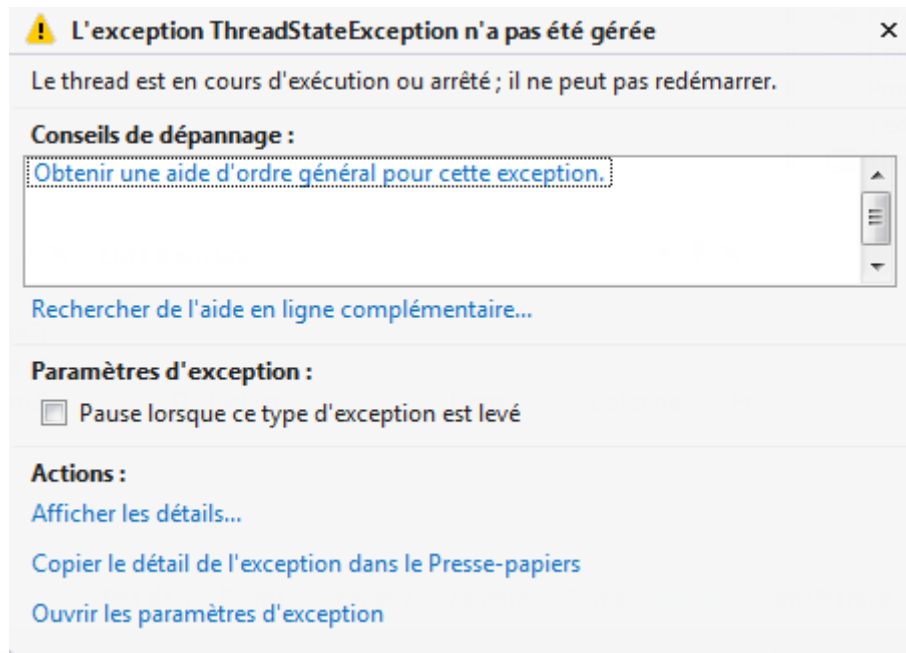 L'exception ThreadStateException n'a pas été gérée
Le thread est en cours d'exécution ou arrêté ; il ne peut pas redémarrer.
Conseils de dépannage :
Obtenir une aide d'ordre général pour cette exception.
Rechercher de l'aide en ligne complémentaire...
Paramètres d'exception :
Pause lorsque ce type d'exception est levé
Actions :
Afficher les détails...
Copier le détail de l'exception dans le Presse-papiers
Ouvrir les paramètres d'exception